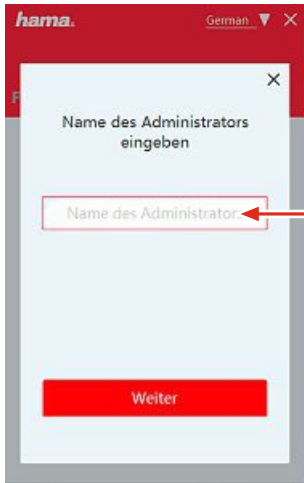 hama.
German
F
Name des Administrators
eingeben
Name des Administrator
Weiter